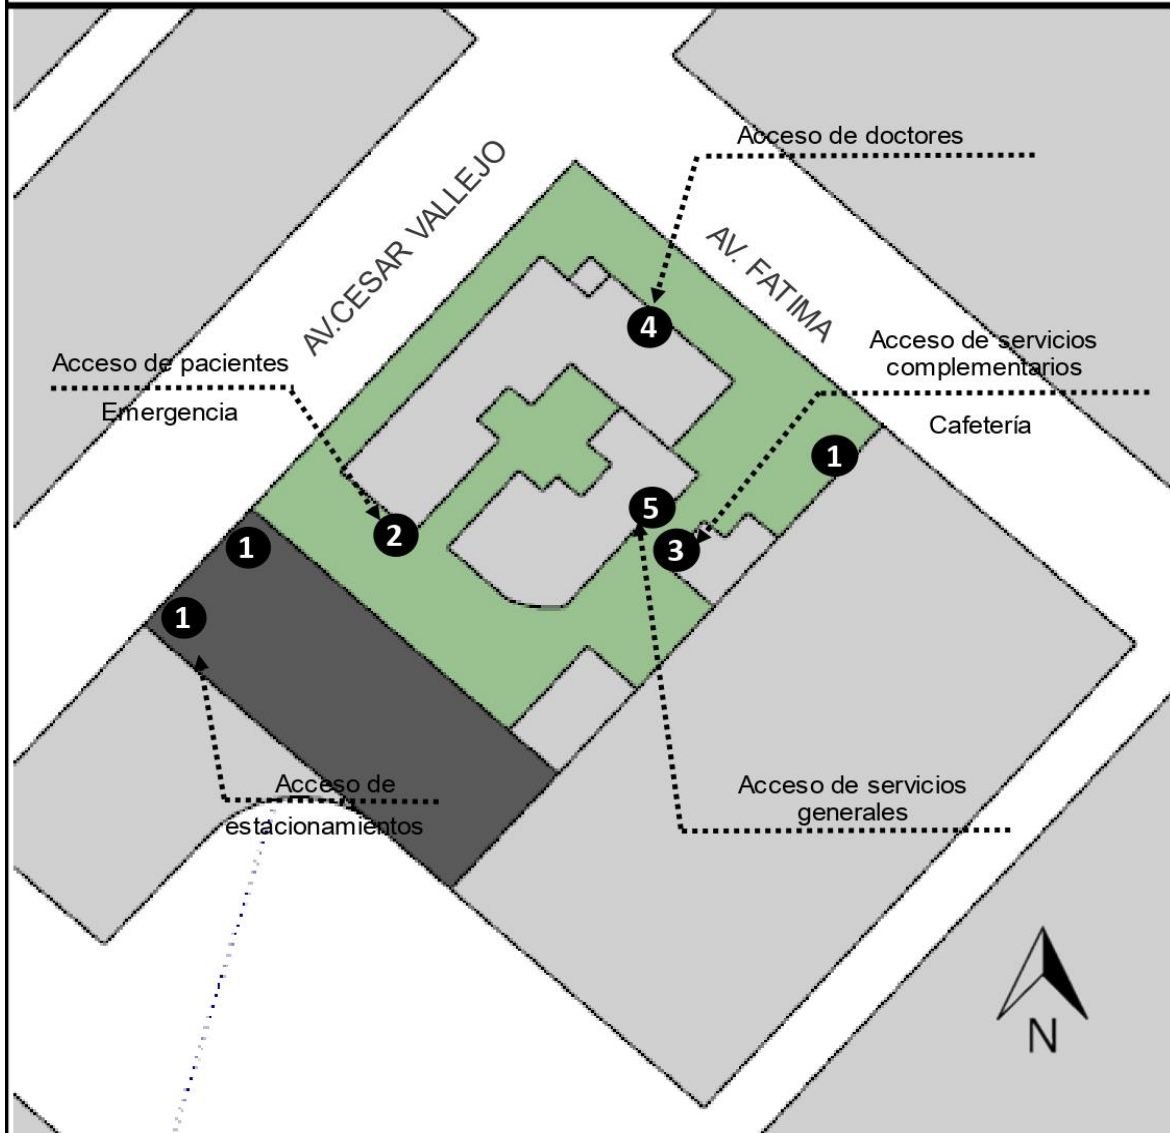 Acceso de doctores
AV.CESAR VALLEJO
AV. FATIMA
4
Acceso de servicios
complementarios
Cafetería
Acceso de pacientes
Emergencia
1
5
2
3
1
1
Acceso de
estacionamientos
Acceso de servicios
generales
N